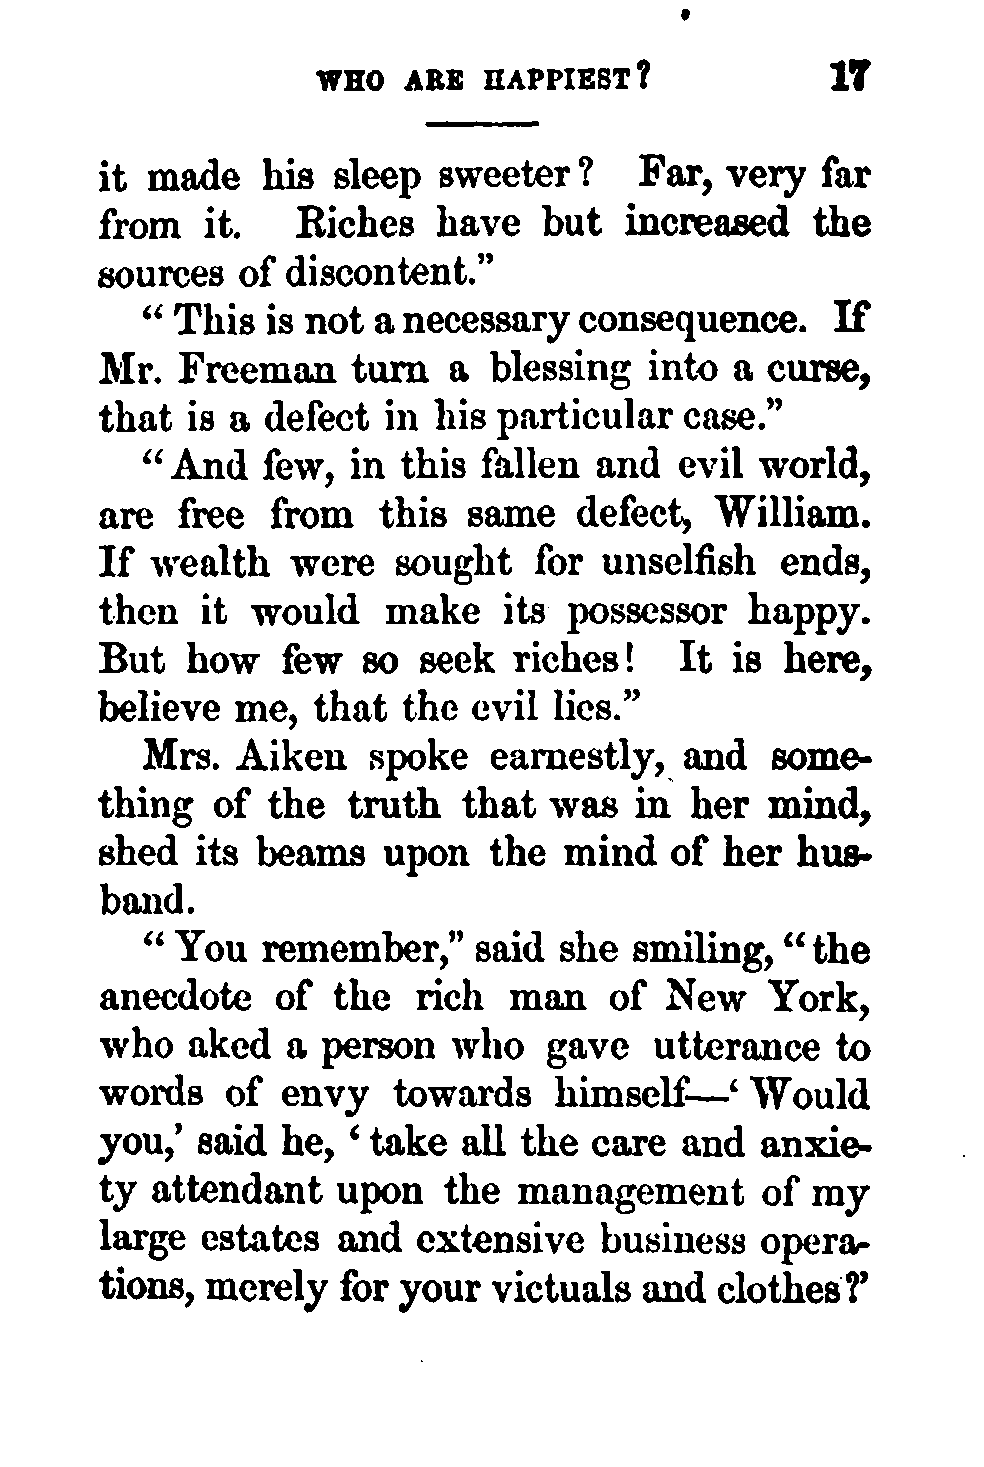 WHO ARE HAPPIEST? 17
it made his sleep sweeter? Far, very far
from it. Riches have but increased the
sources of discontent.”
“ This is not a necessary consequence. If
Mr. Freeman turn a blessing into a curse,
that is a defect in his particular case.”
“ And few, in this fallen and evil world,
are free from this same defect, William.
If wealth were sought for unselfish ends,
then it would make its possessor happy.
But how few so seek riches! It is here,
believe me, that the evil lies.”
Mrs. Aiken spoke earnestly, and some-
thing of the truth that was in her mind,
shed its beams upon the mind of her hus-
band.
“ You remember,” said she smiling, “ the
anecdote of the rich man of New York,
who aked a person who gave utterance to
words of envy towards himself—‘ Would
you,’ said he, ‘ take all the care and anxie-
ty attendant upon the management of my
large estates and extensive business opera-
tions, merely for your victuals and clothes?’